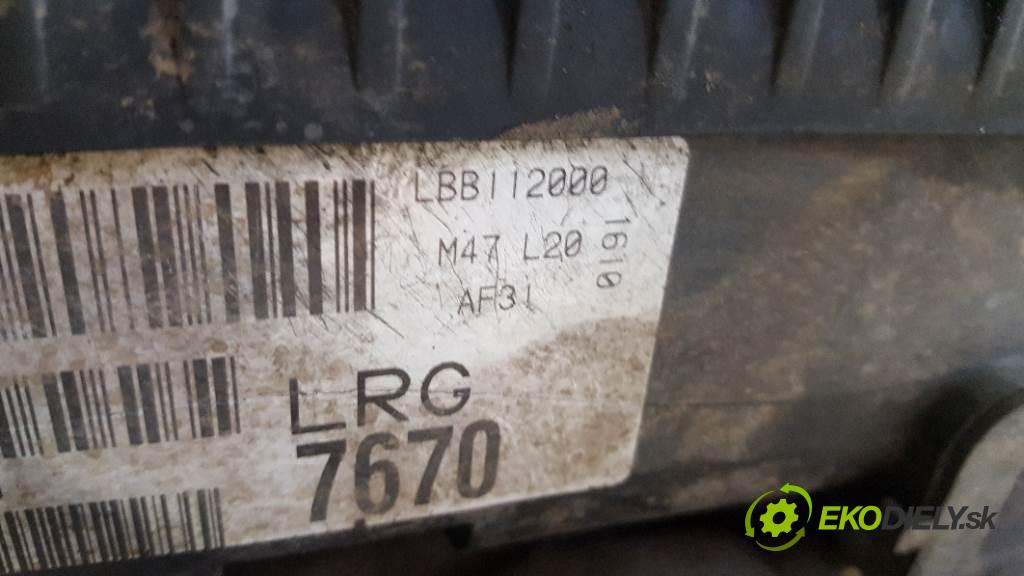 LBB112000
M47 L20
AF31
1610
LRG
7670
EKODIELY.sk